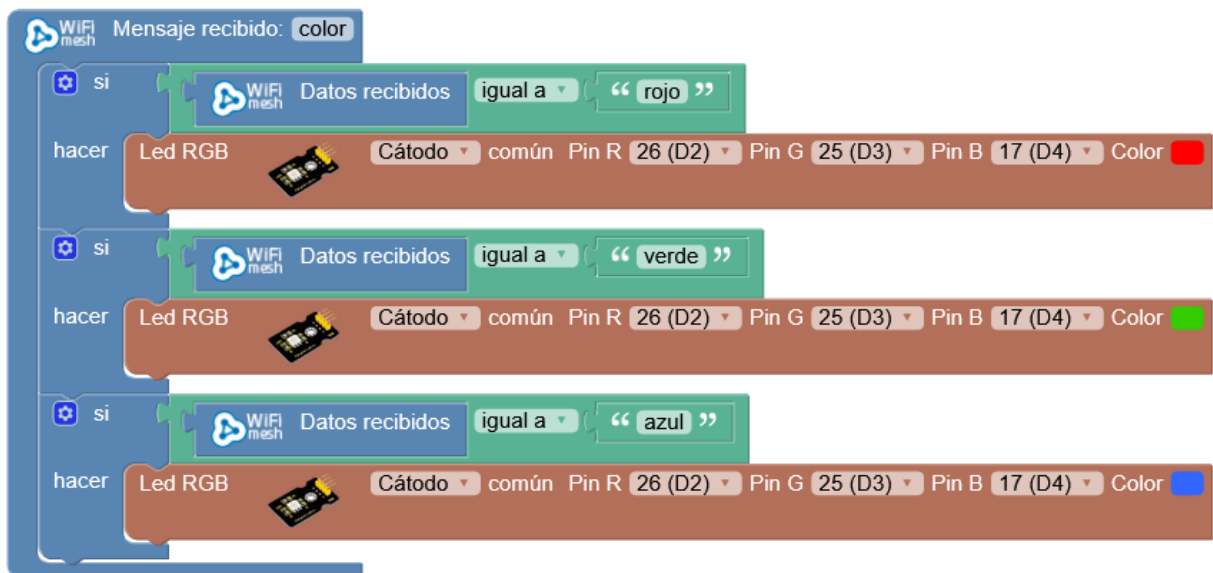 WiFi mesh Mensaje recibido: color
si WiFi mesh Datos recibidos igual a “ rojo ”
hacer Led RGB Cátodo común Pin R 26 (D2) Pin G 25 (D3) Pin B 17 (D4) Color
si WiFi mesh Datos recibidos igual a “ verde ”
hacer Led RGB Cátodo común Pin R 26 (D2) Pin G 25 (D3) Pin B 17 (D4) Color
si WiFi mesh Datos recibidos igual a “ azul ”
hacer Led RGB Cátodo común Pin R 26 (D2) Pin G 25 (D3) Pin B 17 (D4) Color